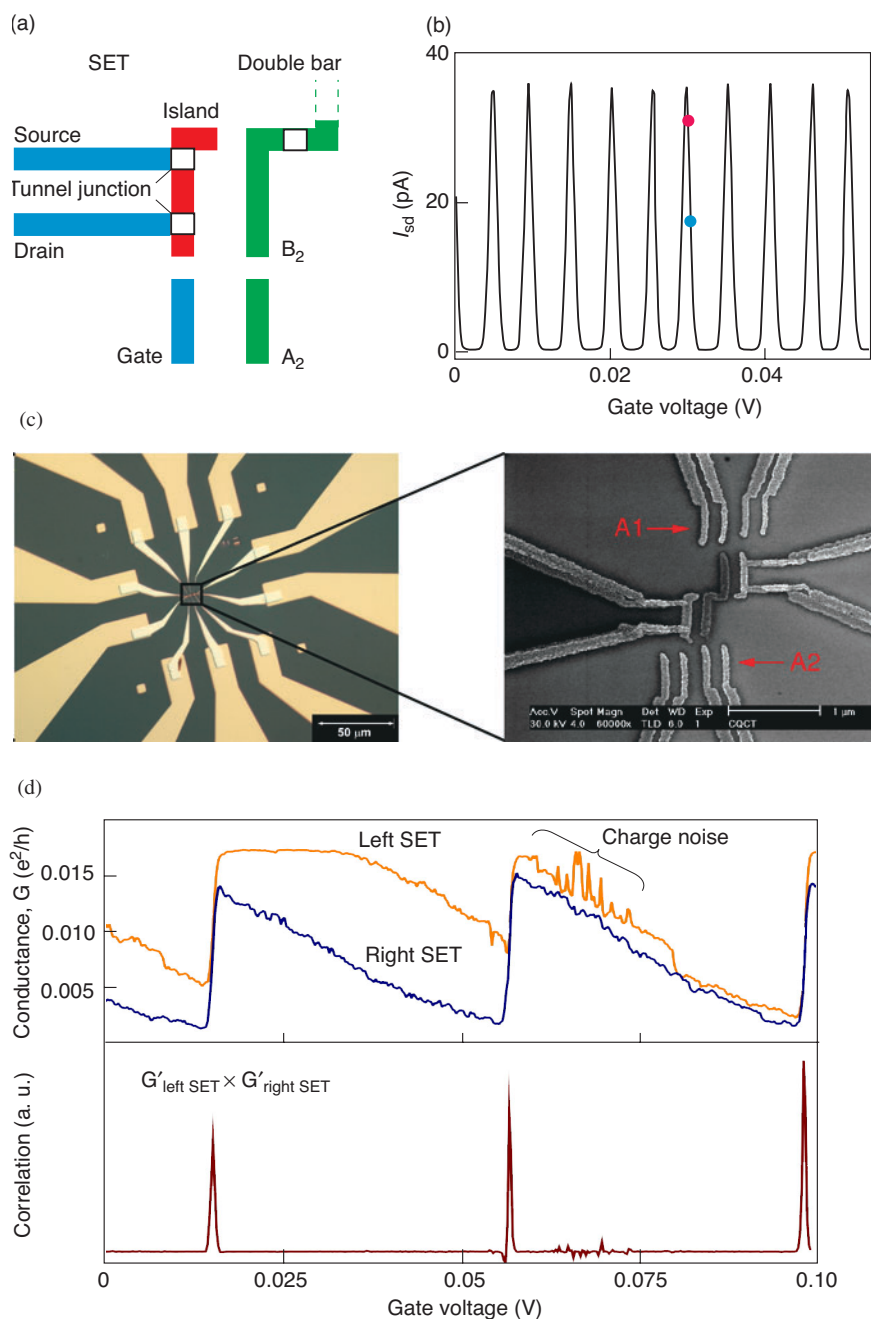 (a)
SET
Double bar
Island
Source
Tunnel junction
Drain
B2
Gate
A2
(b)
40
20
0
Isd (pA)
0
0.02
0.04
Gate voltage (V)
(c)
50 µm
A1
A2
Acc.V Spot Magn Det WD Exp
30.0 kV 4.0 60000x TLD 6.0 1 CQCT
1 µm
(d)
Conductance, G (e²/h)
0.015
0.010
0.005
Left SET
Charge noise
Right SET
Correlation (a. u.)
G′left SET × G′right SET
0
0.025
0.05
0.075
0.10
Gate voltage (V)